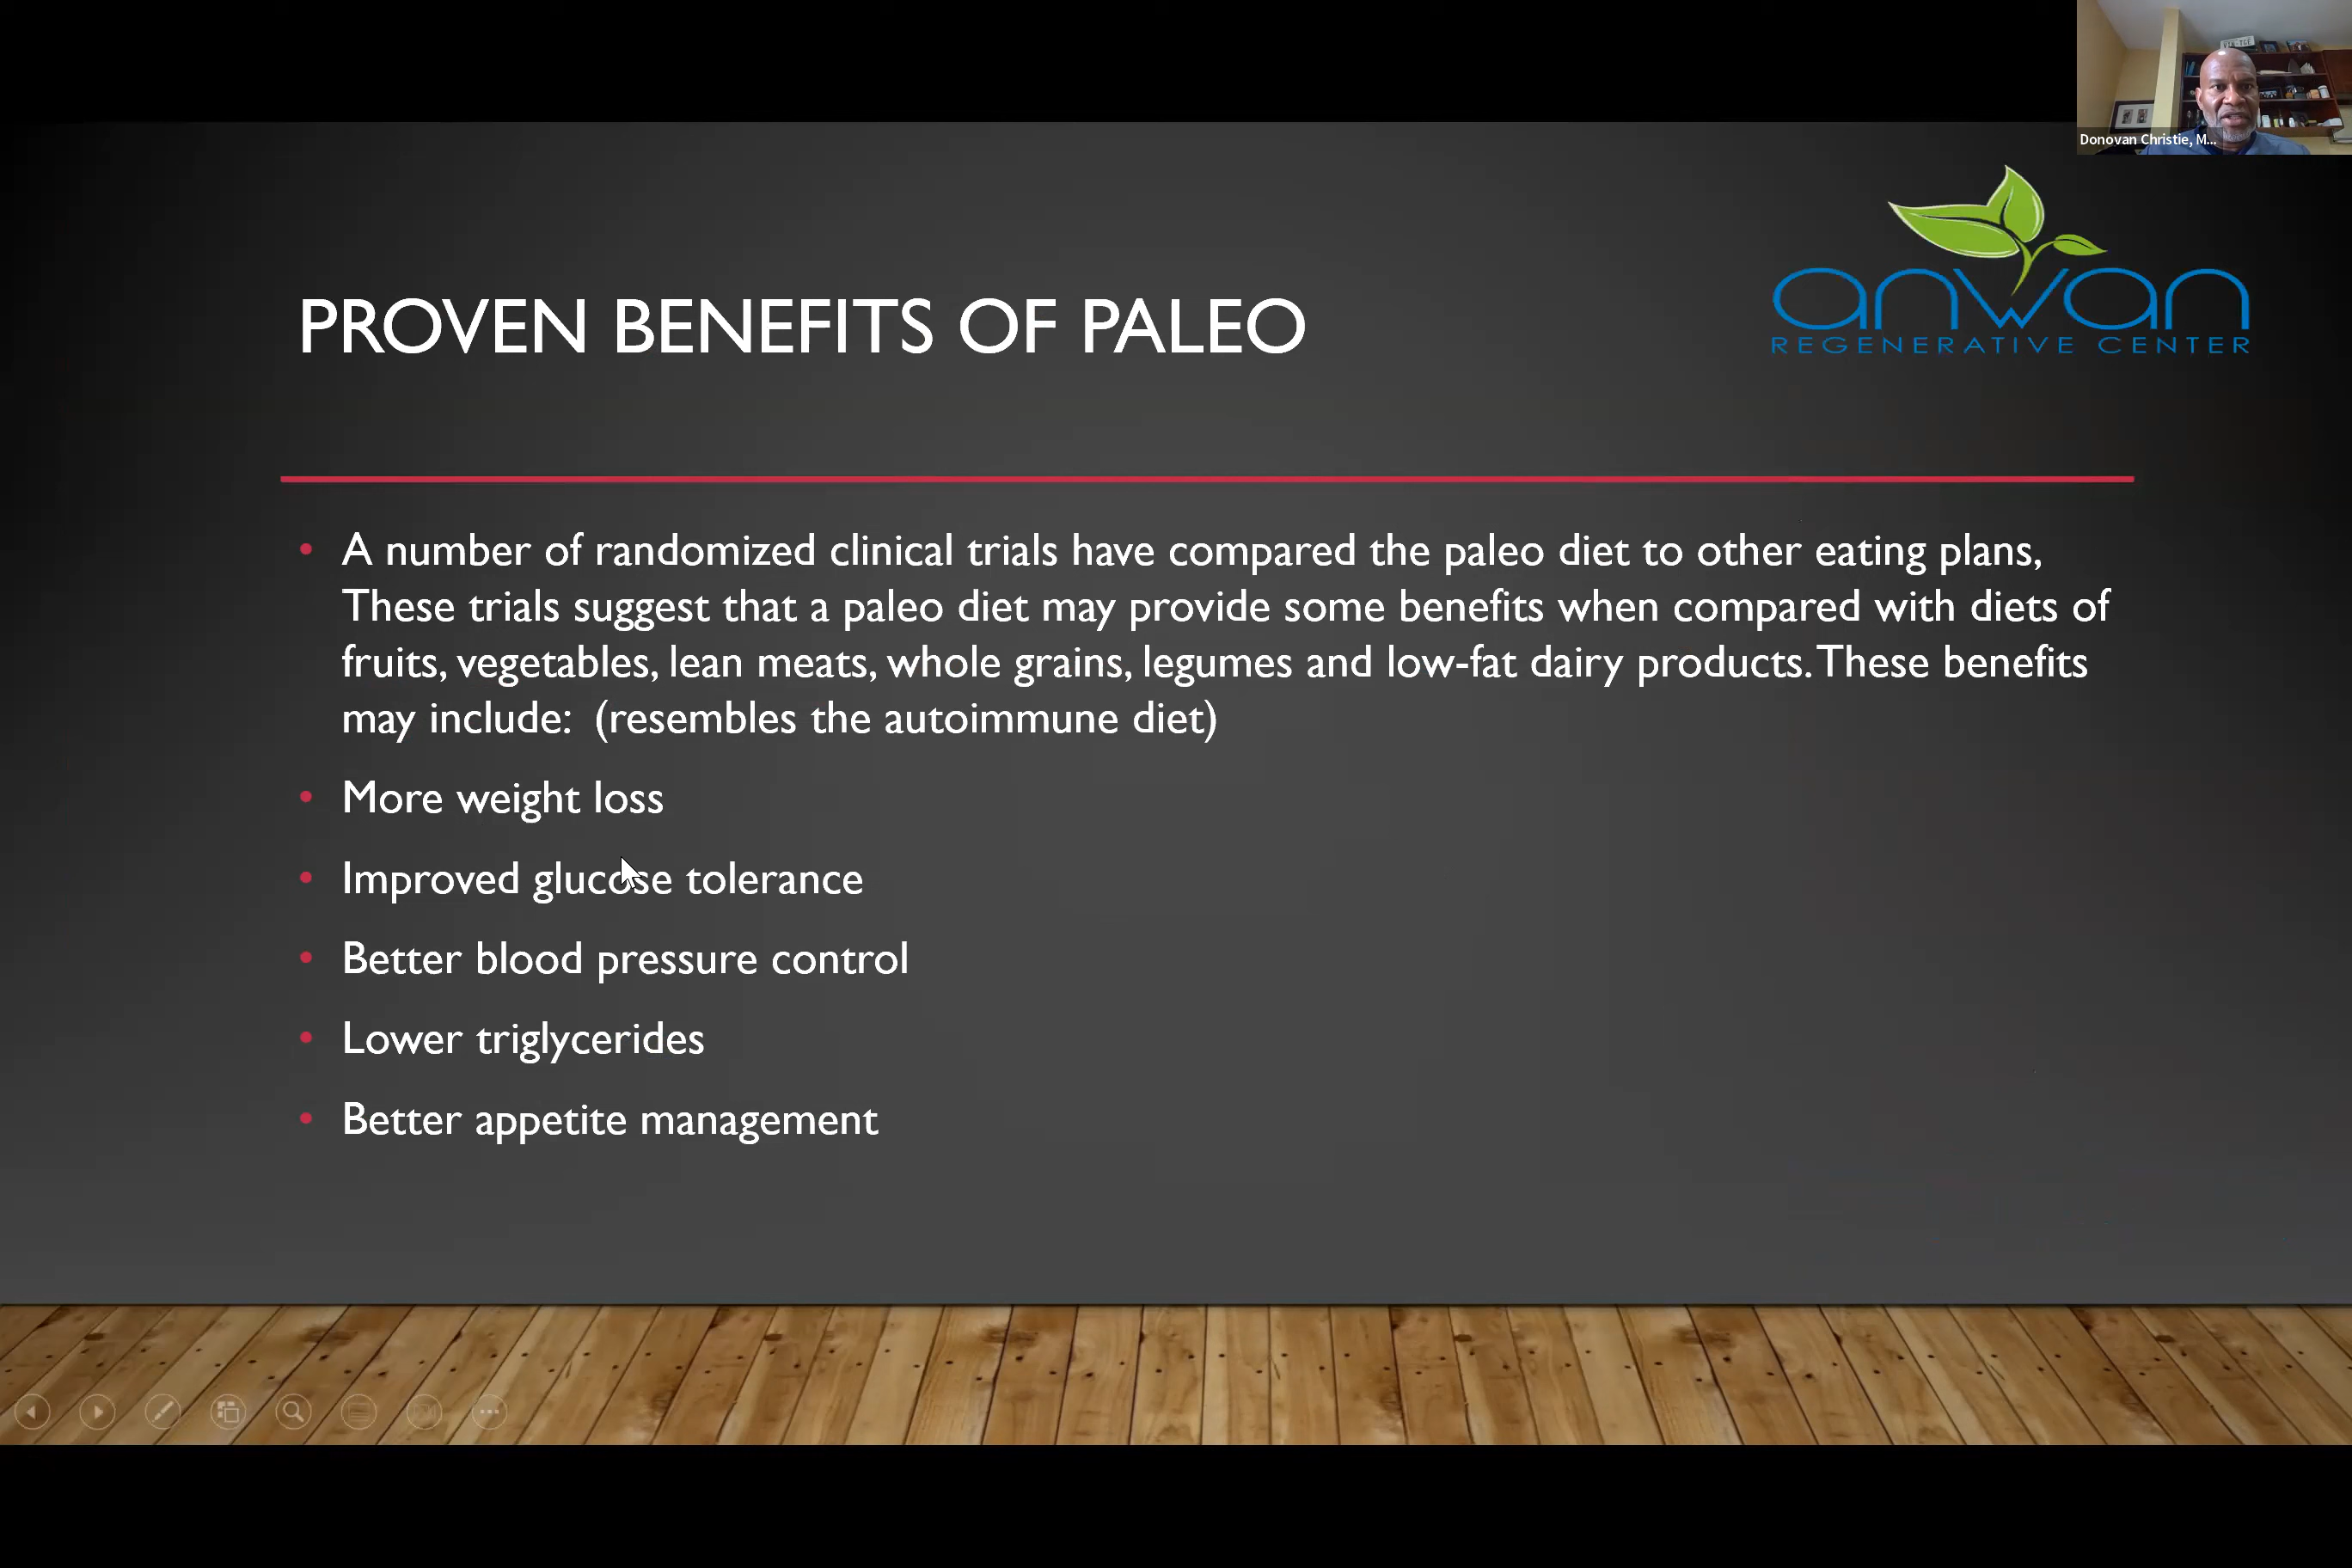 Donovan Christie, M...
anwan
REGENERATIVE CENTER
PROVEN BENEFITS OF PALEO
• A number of randomized clinical trials have compared the paleo diet to other eating plans,
These trials suggest that a paleo diet may provide some benefits when compared with diets of
fruits, vegetables, lean meats, whole grains, legumes and low-fat dairy products. These benefits
may include:  (resembles the autoimmune diet)
• More weight loss
• Improved glucose tolerance
• Better blood pressure control
• Lower triglycerides
• Better appetite management